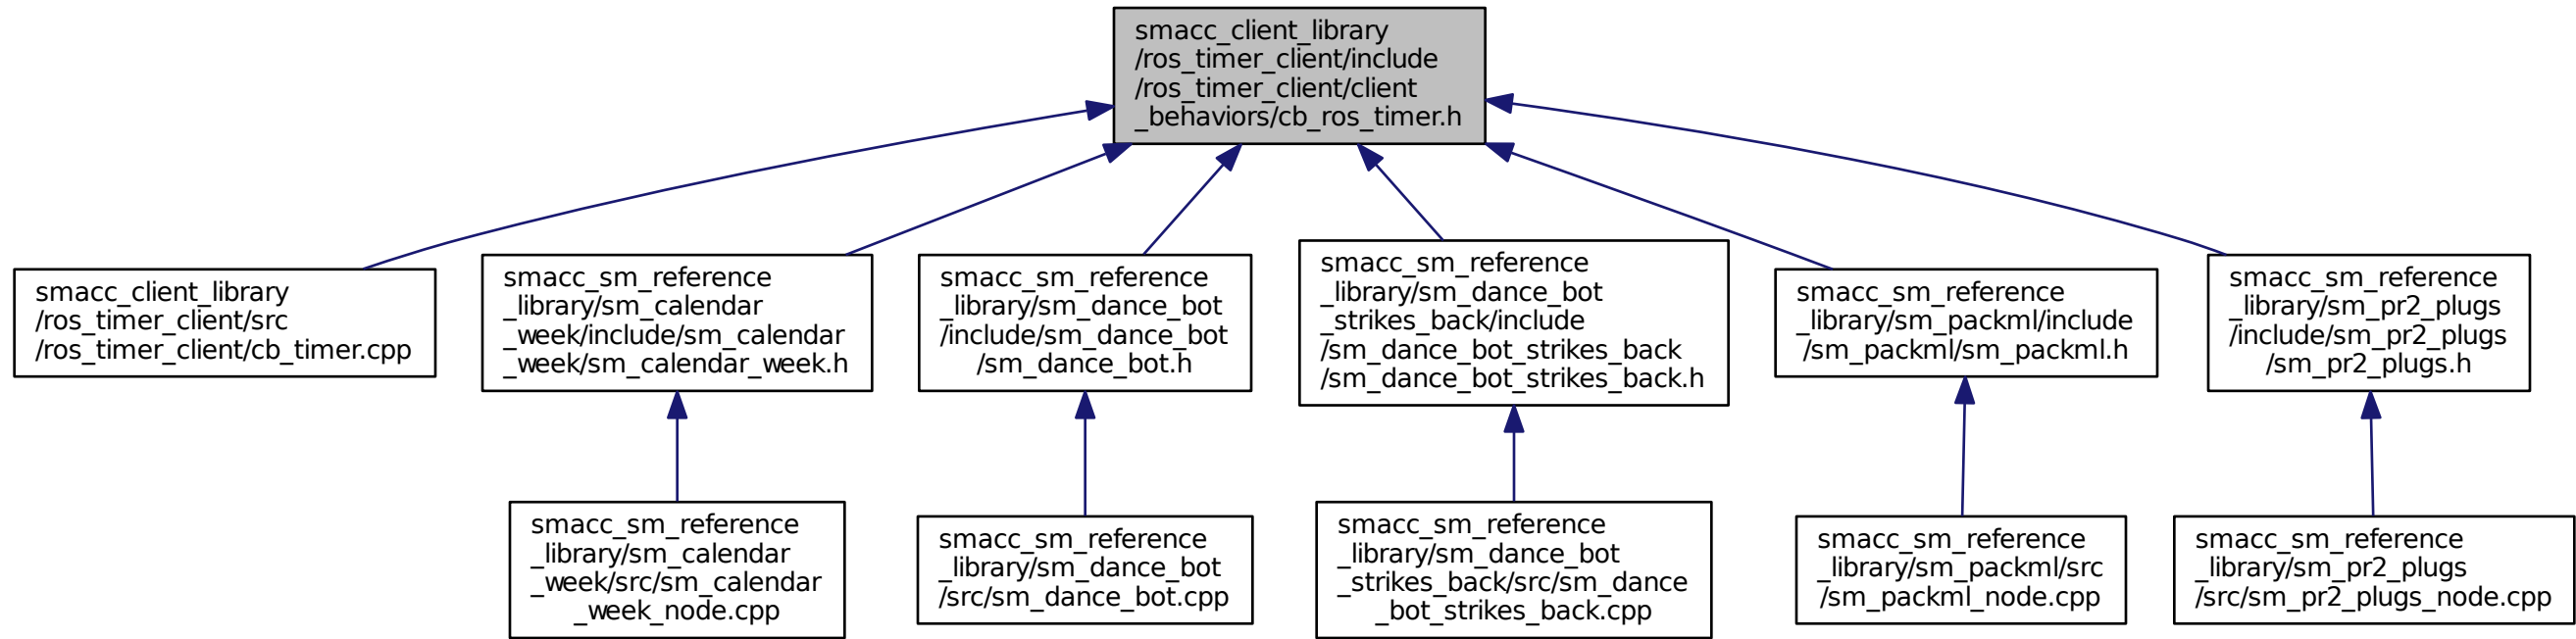 smacc_client_library
/ros_timer_client/include
/ros_timer_client/client
_behaviors/cb_ros_timer.h
smacc_client_library
/ros_timer_client/src
/ros_timer_client/cb_timer.cpp
smacc_sm_reference
_library/sm_calendar
_week/include/sm_calendar
_week/sm_calendar_week.h
smacc_sm_reference
_library/sm_dance_bot
/include/sm_dance_bot
/sm_dance_bot.h
smacc_sm_reference
_library/sm_dance_bot
_strikes_back/include
/sm_dance_bot_strikes_back
/sm_dance_bot_strikes_back.h
smacc_sm_reference
_library/sm_packml/include
/sm_packml/sm_packml.h
smacc_sm_reference
_library/sm_pr2_plugs
/include/sm_pr2_plugs
/sm_pr2_plugs.h
smacc_sm_reference
_library/sm_calendar
_week/src/sm_calendar
_week_node.cpp
smacc_sm_reference
_library/sm_dance_bot
/src/sm_dance_bot.cpp
smacc_sm_reference
_library/sm_dance_bot
_strikes_back/src/sm_dance
_bot_strikes_back.cpp
smacc_sm_reference
_library/sm_packml/src
/sm_packml_node.cpp
smacc_sm_reference
_library/sm_pr2_plugs
/src/sm_pr2_plugs_node.cpp